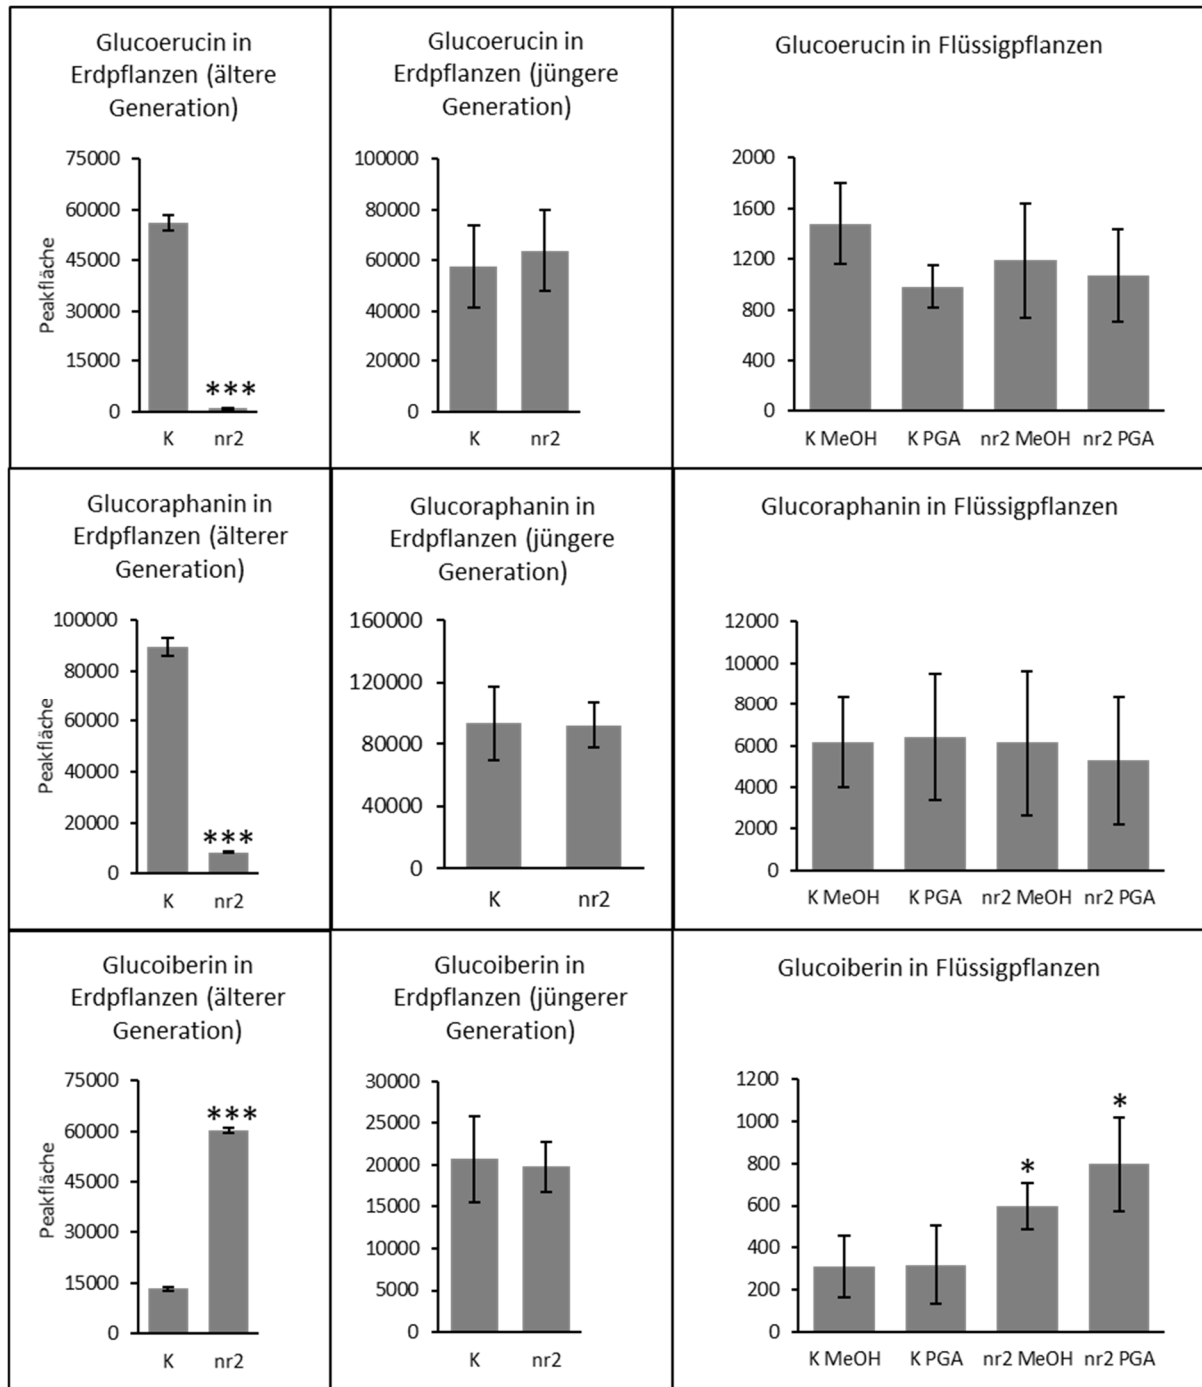 Glucoerucin in
Erdpflanzen (ältere
Generation)
75000
60000
45000
30000
15000
0
Peakfläche
***
K nr2
Glucoerucin in
Erdpflanzen (jüngere
Generation)
100000
80000
60000
40000
20000
0
K nr2
Glucoerucin in Flüssigpflanzen
2000
1600
1200
800
400
0
K MeOH K PGA nr2 MeOH nr2 PGA
Glucoraphanin in
Erdpflanzen (älterer
Generation)
100000
80000
60000
40000
20000
0
Peakfläche
***
K nr2
Glucoraphanin in
Erdpflanzen (jüngere
Generation)
160000
120000
80000
40000
0
K nr2
Glucoraphanin in Flüssigpflanzen
12000
10000
8000
6000
4000
2000
0
K MeOH K PGA nr2 MeOH nr2 PGA
Glucoiberin in
Erdpflanzen (älterer
Generation)
75000
60000
45000
30000
15000
0
Peakfläche
***
K nr2
Glucoiberin in
Erdpflanzen (jüngerer
Generation)
30000
25000
20000
15000
10000
5000
0
K nr2
Glucoiberin in Flüssigpflanzen
1200
1000
800
600
400
200
0
*
*
K MeOH K PGA nr2 MeOH nr2 PGA